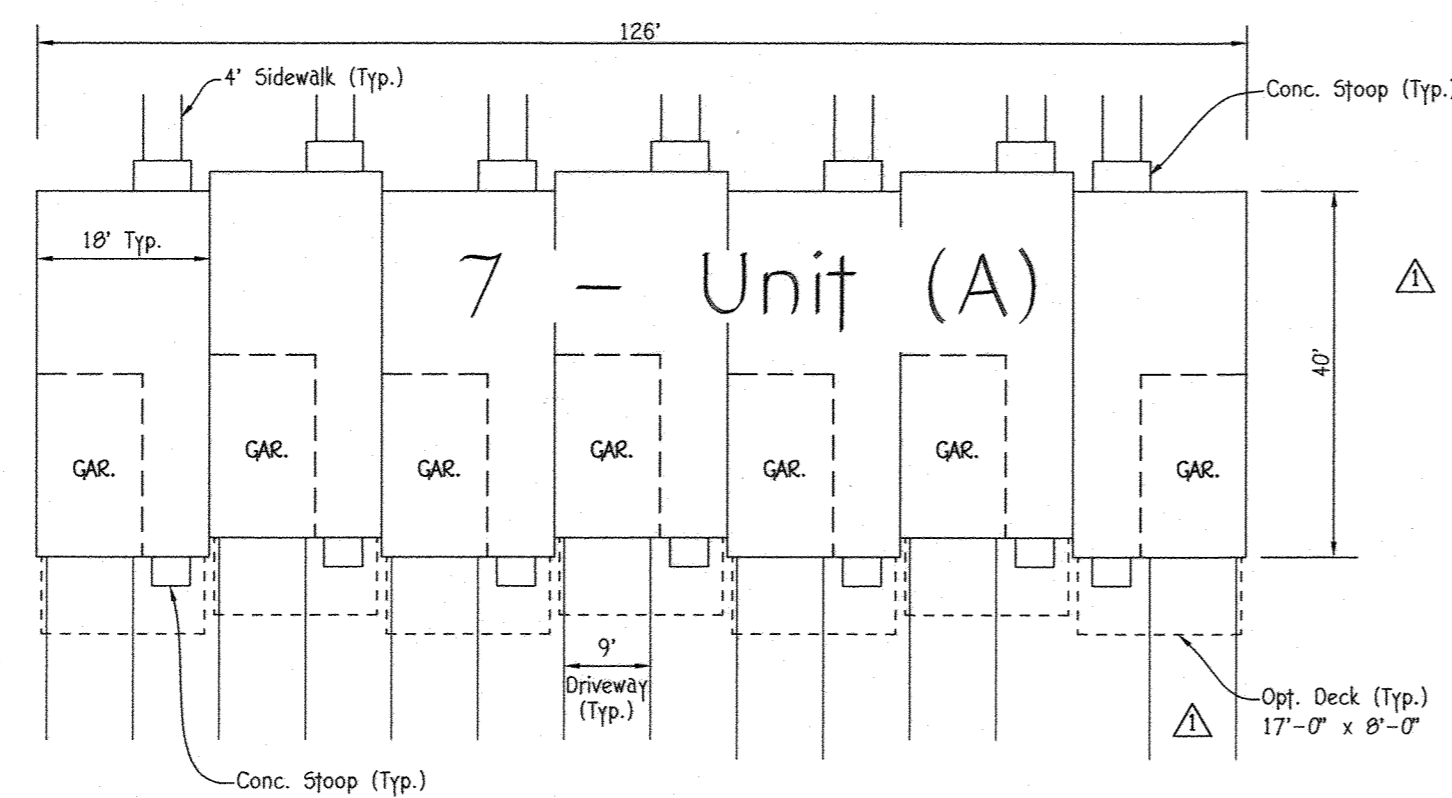 126'
4' Sidewalk (Typ.)
Conc. Stoop (Typ.)
18' Typ.
7 - Unit (A)
1
40'
GAR.
GAR.
GAR.
GAR.
GAR.
GAR.
GAR.
9'
Driveway
(Typ.)
Opt. Deck (Typ.)
17'-0" x 8'-0"
1
Conc. Stoop (Typ.)